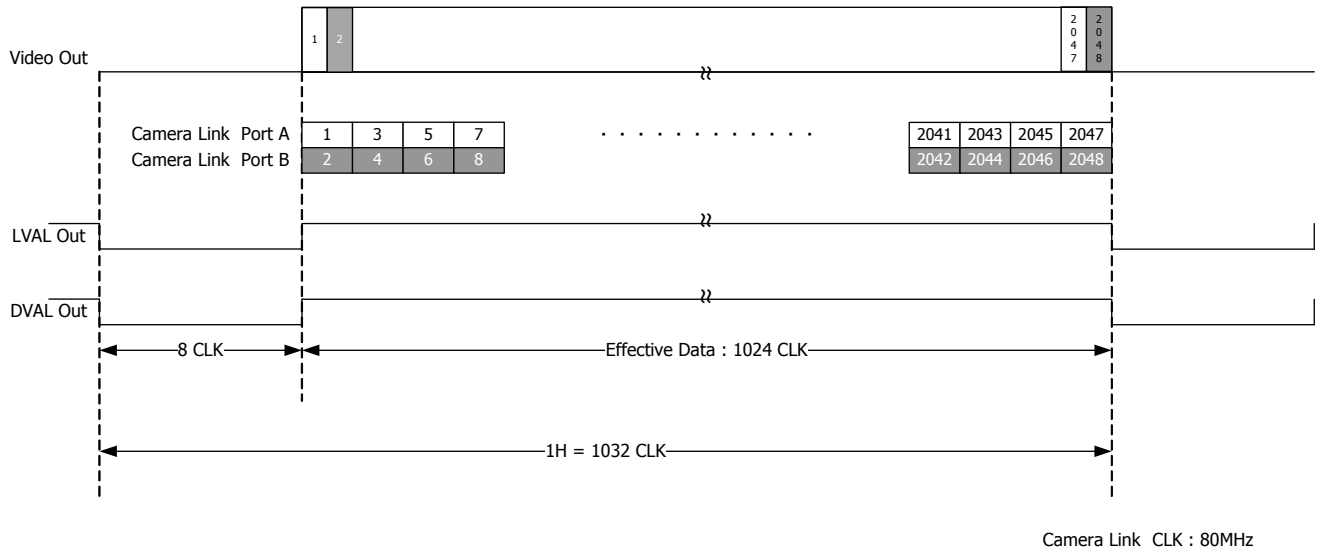 Video Out
1 2
2047 2048
Camera Link Port A 1 3 5 7 . . . . . . . . . . . . 2041 2043 2045 2047
Camera Link Port B 2 4 6 8 2042 2044 2046 2048
LVAL Out
DVAL Out
8 CLK Effective Data : 1024 CLK
1H = 1032 CLK
Camera Link CLK : 80MHz